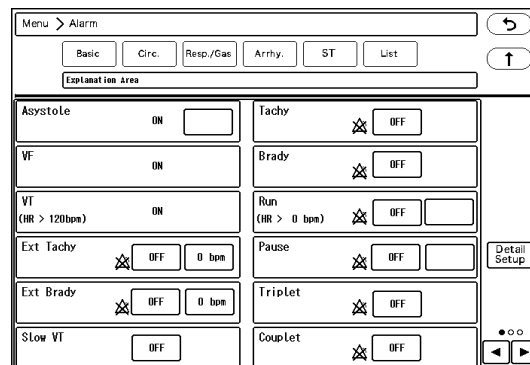 Menu > Alarm
Basic Circ. Resp./Gas Arrhy. ST List
Explanation Area
Asystole ON
Tachy OFF
VF ON
Brady OFF
VT
(HR > 120bpm) ON
Run
(HR > 0 bpm) OFF
Ext Tachy OFF 0 bpm
Pause OFF
Detail
Setup
Ext Brady OFF 0 bpm
Triplet OFF
Slow VT OFF
Couplet OFF